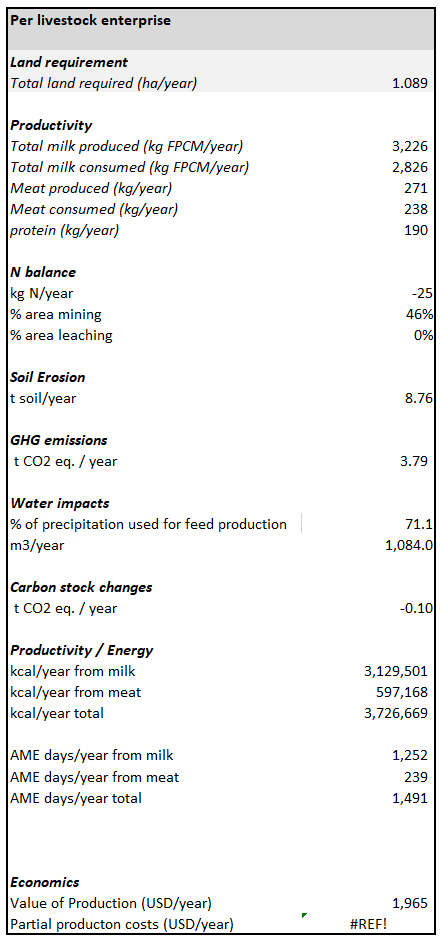 Per livestock enterprise
Land requirement
Total land required (ha/year) 1.089
Productivity
Total milk produced (kg FPCM/year) 3,226
Total milk consumed (kg FPCM/year) 2,826
Meat produced (kg/year) 271
Meat consumed (kg/year) 238
protein (kg/year) 190
N balance
kg N/year -25
% area mining 46%
% area leaching 0%
Soil Erosion
t soil/year 8.76
GHG emissions
t CO2 eq. / year 3.79
Water impacts
% of precipitation used for feed production 71.1
m3/year 1,084.0
Carbon stock changes
t CO2 eq. / year -0.10
Productivity / Energy
kcal/year from milk 3,129,501
kcal/year from meat 597,168
kcal/year total 3,726,669
AME days/year from milk 1,252
AME days/year from meat 239
AME days/year total 1,491
Economics
Value of Production (USD/year) 1,965
Partial producton costs (USD/year) #REF!